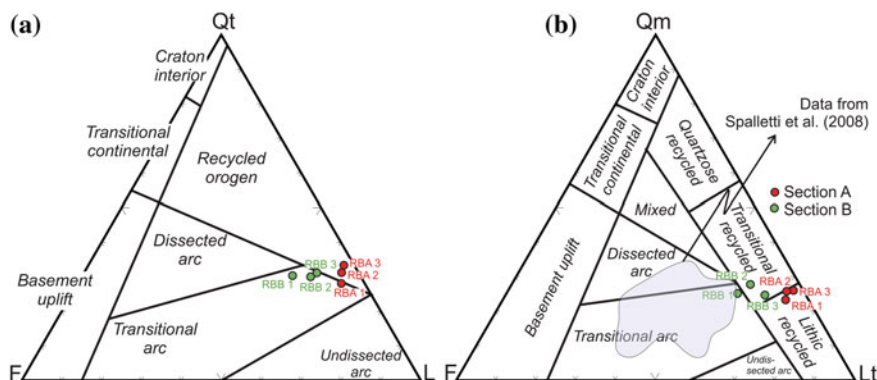 (a)
Qt
Craton
interior
Transitional
continental
Recycled
orogen
Dissected
arc
Basement
uplift
Transitional
arc
Undissected
arc
F
L
RBB 3
RBB 1
RBB 2
RBA 3
RBA 2
RBA 1
(b)
Qm
Craton
interior
Transitional
continental
Quartzose
recycled
Data from
Spalletti et al. (2008)
Section A
Section B
Mixed
Transitional
recycled
Dissected
arc
Basement uplift
Transitional arc
Lithic
recycled
Undis-
sected arc
F
Lt
RBB 2
RBB 1
RBB 3
RBA 2
RBA 3
RBA 1